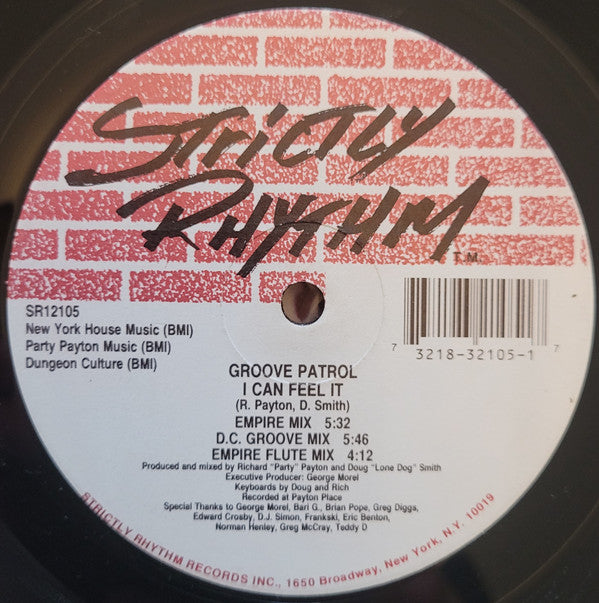 STRICTLY
RHYTHM
T.M.
SR12105
New York House Music (BMI)
Party Payton Music (BMI)
Dungeon Culture (BMI)
7 3218-32105-1 7
GROOVE PATROL
I CAN FEEL IT
(R. Payton, D. Smith)
EMPIRE MIX 5:32
D.C. GROOVE MIX 5:46
EMPIRE FLUTE MIX 4:12
Produced and mixed by Richard "Party" Payton and Doug "Lone Dog" Smith
Executive Producer: George Morel
Keyboards by Doug and Rich
Recorded at Payton Place
Special Thanks to George Morel, Bari G., Brian Pope, Greg Diggs,
Edward Crosby, D.J. Simon, Frankski, Eric Benton,
Norman Henley, Greg McCray, Teddy D
STRICTLY RHYTHM RECORDS INC., 1650 Broadway, New York, N.Y. 10019